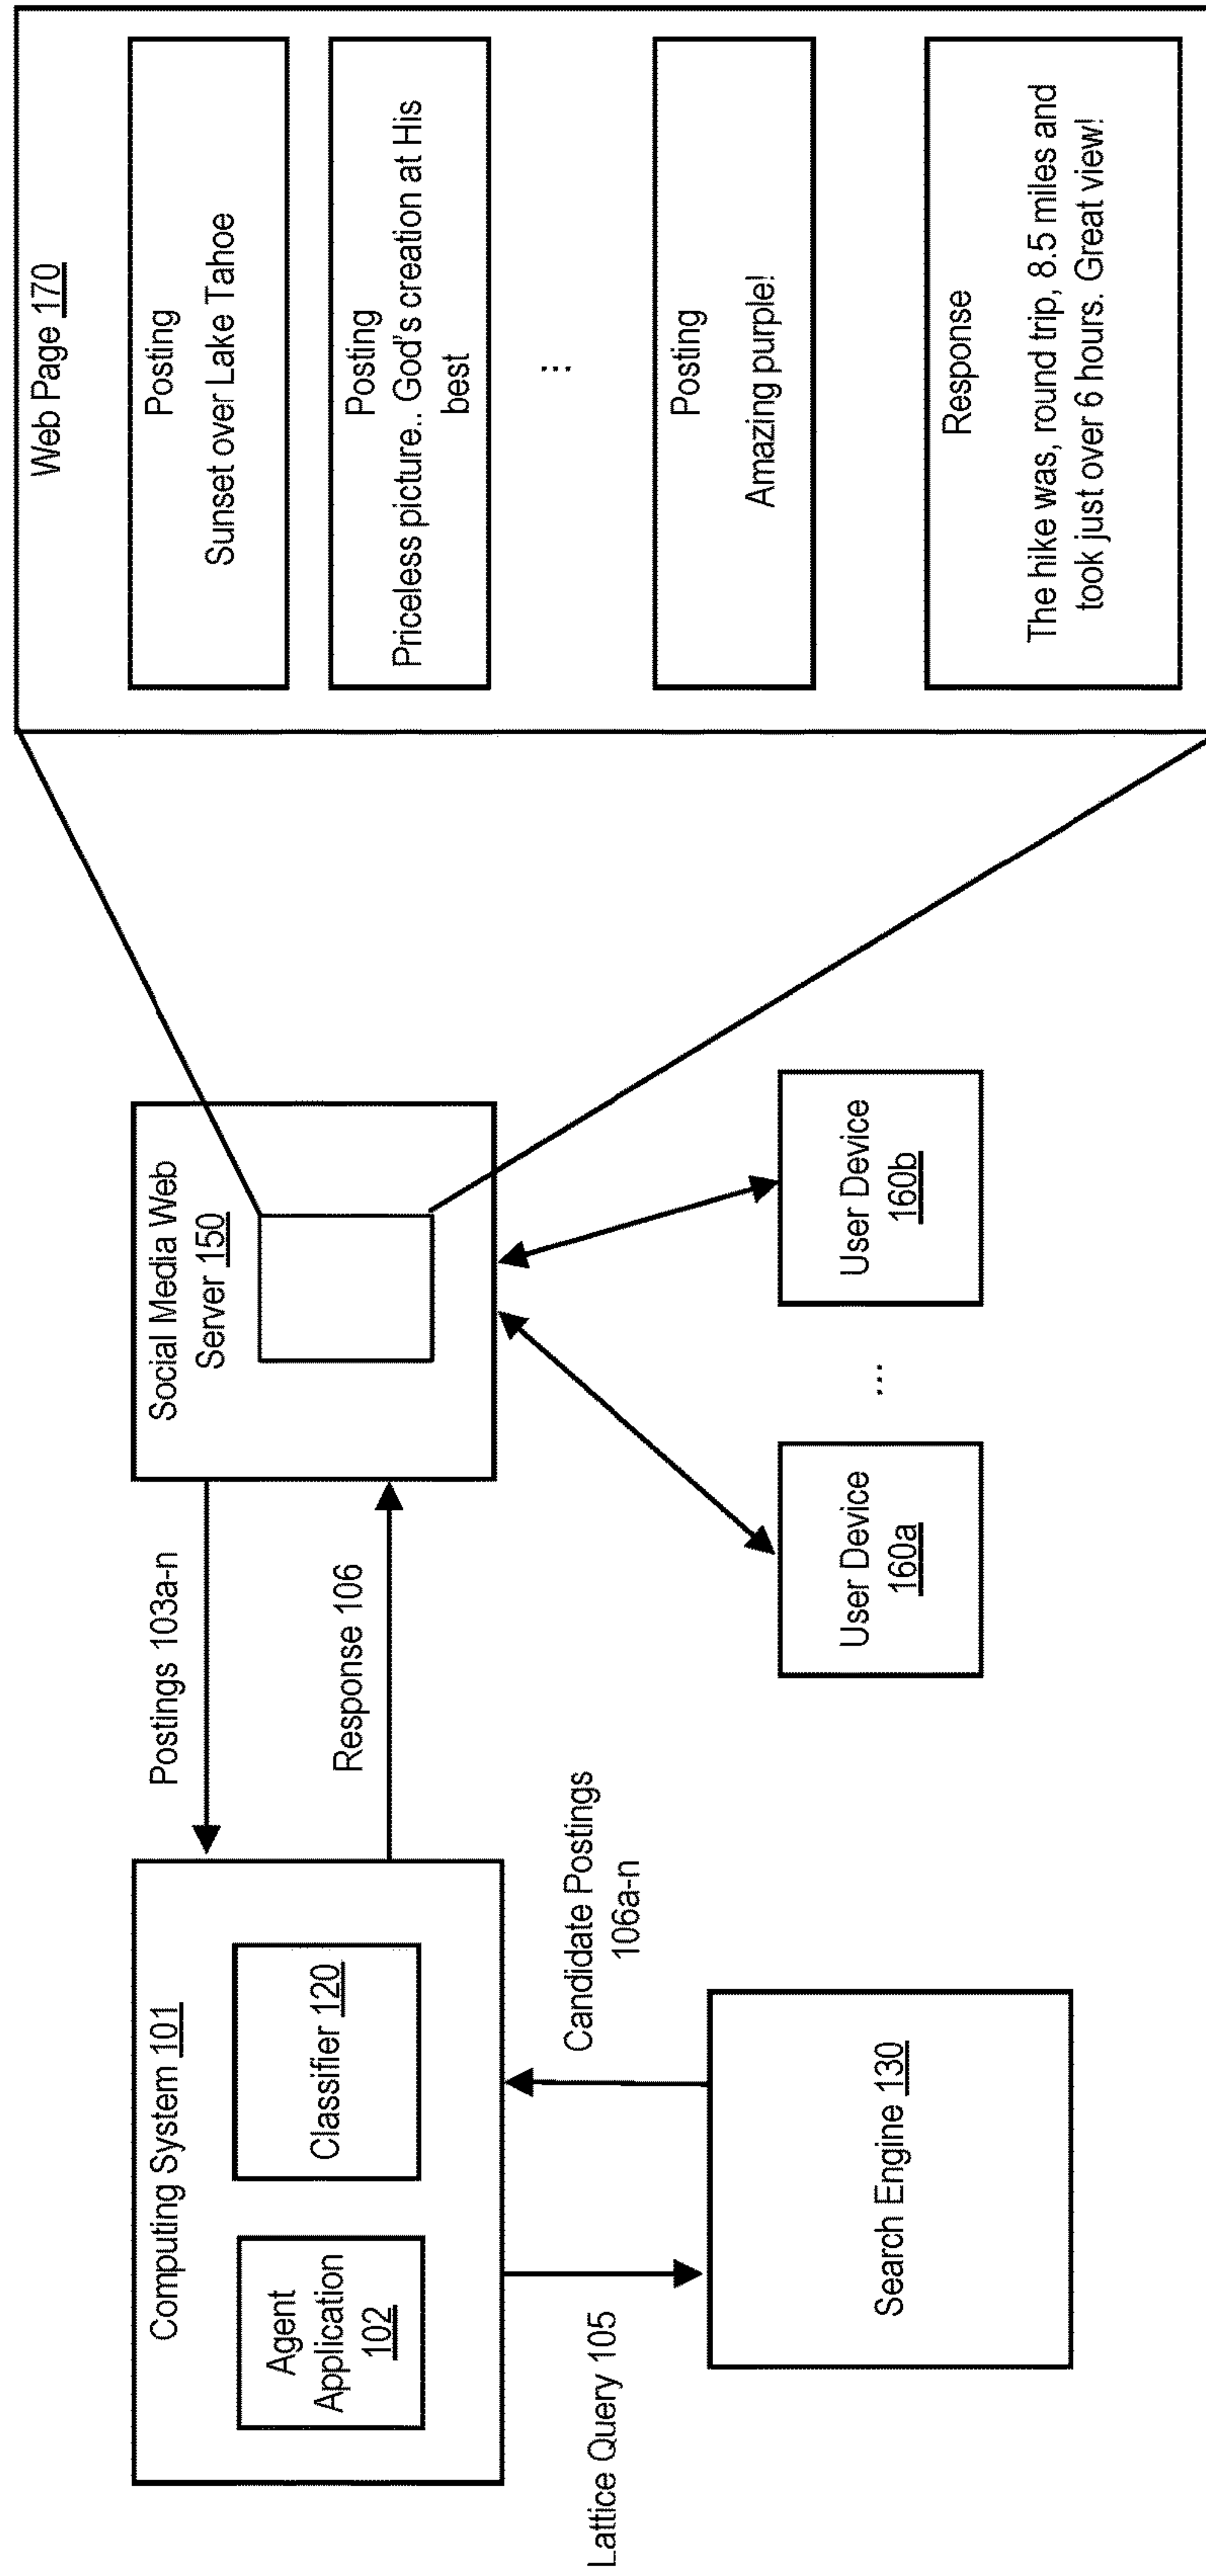 Computing System 101
Agent
Application
102
Classifier 120
Lattice Query 105
Candidate Postings
106a-n
Search Engine 130
Postings 103a-n
Response 106
Social Media Web
Server 150
User Device
160a
...
User Device
160b
Web Page 170
Posting
Sunset over Lake Tahoe
Posting
Priceless picture.. God's creation at His
best
...
Posting
Amazing purple!
Response
The hike was, round trip, 8.5 miles and
took just over 6 hours. Great view!